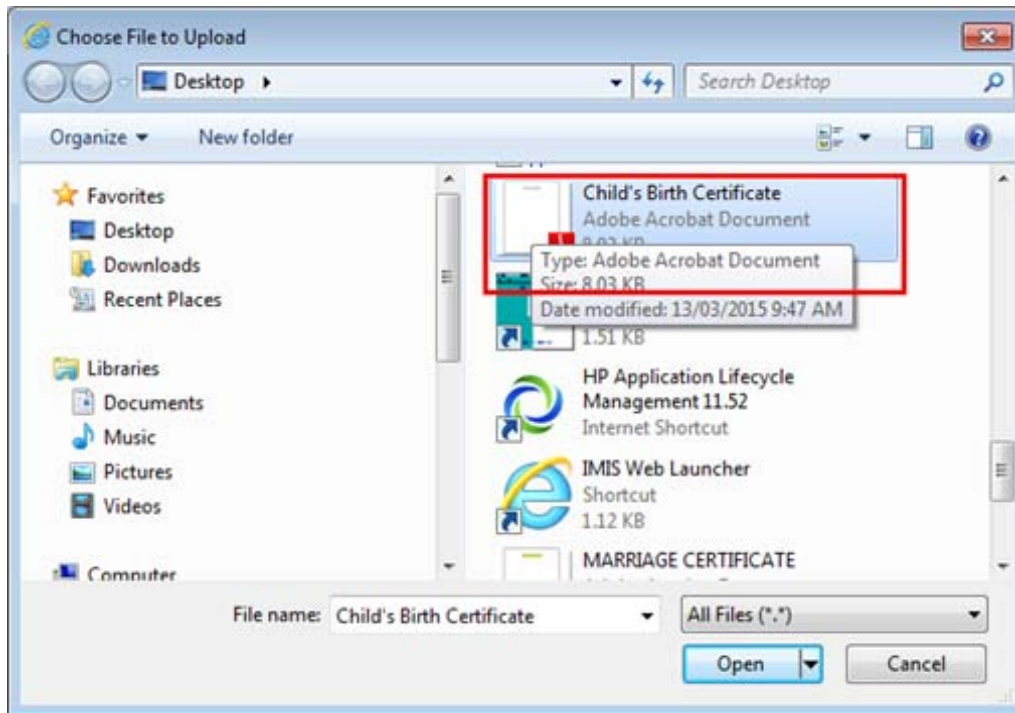 Choose File to Upload
Desktop
Search Desktop
Organize
New folder
Favorites
Desktop
Downloads
Recent Places
Libraries
Documents
Music
Pictures
Videos
Computer
Child's Birth Certificate
Adobe Acrobat Document
Type: Adobe Acrobat Document
Size: 8.03 KB
Date modified: 13/03/2015 9:47 AM
1.51 KB
HP Application Lifecycle
Management 11.52
Internet Shortcut
IMIS Web Launcher
Shortcut
1.12 KB
MARRIAGE CERTIFICATE
File name: Child's Birth Certificate
All Files (*.*)
Open
Cancel